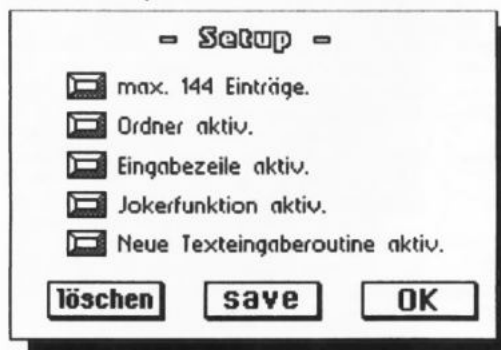 - Setup -
max. 144 Einträge.
Ordner aktiv.
Eingabezeile aktiv.
Jokerfunktion aktiv.
Neue Texteingaberoutine aktiv.
löschen save OK